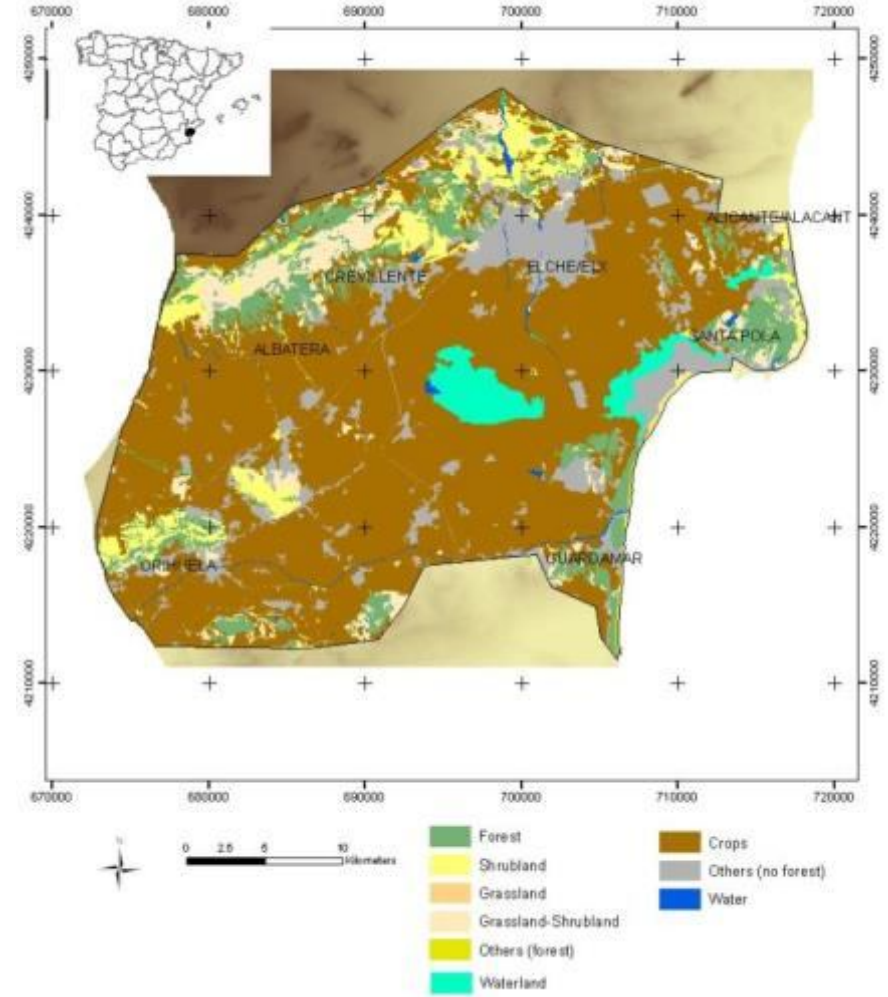 670000 680000 690000 700000 710000 720000
4250000 4250000
4240000 4240000
ALICANTE/ALACANT
ELCHE/ELX
CREVILLENTE
SANTA POLA
ALBATERA
4230000 4230000
4220000 4220000
GUARDAMAR
ORIHUELA
4210000 4210000
670000 680000 690000 700000 710000 720000
N
0 2.5 5 10
Kilometers
Forest
Shrubland
Grassland
Grassland-Shrubland
Others (forest)
Waterland
Crops
Others (no forest)
Water